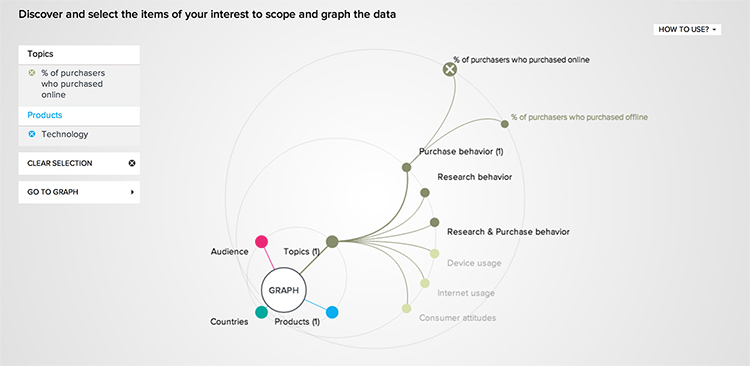 Discover and select the items of your interest to scope and graph the data
HOW TO USE?
Topics
% of purchasers
who purchased
online
Products
Technology
CLEAR SELECTION
GO TO GRAPH
% of purchasers who purchased online
% of purchasers who purchased offline
Purchase behavior (1)
Research behavior
Research & Purchase behavior
Audience
Topics (1)
Device usage
GRAPH
Internet usage
Countries
Products (1)
Consumer attitudes